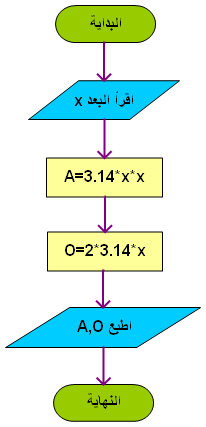 البداية
اقرأ البعد x
A=3.14*x*x
O=2*3.14*x
اطبع A,O
النهاية